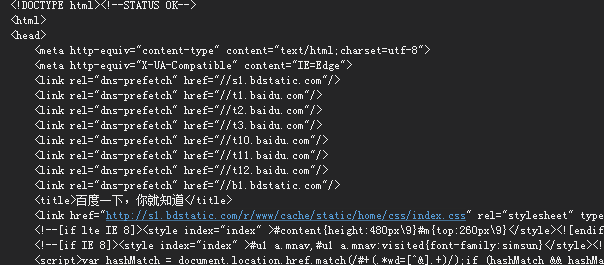 <!DOCTYPE html><!--STATUS OK-->
<html>
<head>
<meta http-equiv="content-type" content="text/html;charset=utf-8">
<meta http-equiv="X-UA-Compatible" content="IE=Edge">
<link rel="dns-prefetch" href="//s1.bdstatic.com"/>
<link rel="dns-prefetch" href="//t1.baidu.com"/>
<link rel="dns-prefetch" href="//t2.baidu.com"/>
<link rel="dns-prefetch" href="//t3.baidu.com"/>
<link rel="dns-prefetch" href="//t10.baidu.com"/>
<link rel="dns-prefetch" href="//t11.baidu.com"/>
<link rel="dns-prefetch" href="//t12.baidu.com"/>
<link rel="dns-prefetch" href="//b1.bdstatic.com"/>
<title>百度一下，你就知道</title>
<link href="http://s1.bdstatic.com/r/www/cache/static/home/css/index.css" rel="stylesheet" type
<!--[if lte IE 8]><style index="index" >#content{height:480px\9}#m{top:260px\9}</style><![endif
<!--[if IE 8]><style index="index" >#u1 a.mnav,#u1 a.mnav:visited{font-family:simsun}</style><!
<script>var hashMatch = document.location.href.match(/#+(.*wd=[^&].+)/);if (hashMatch && hashMat